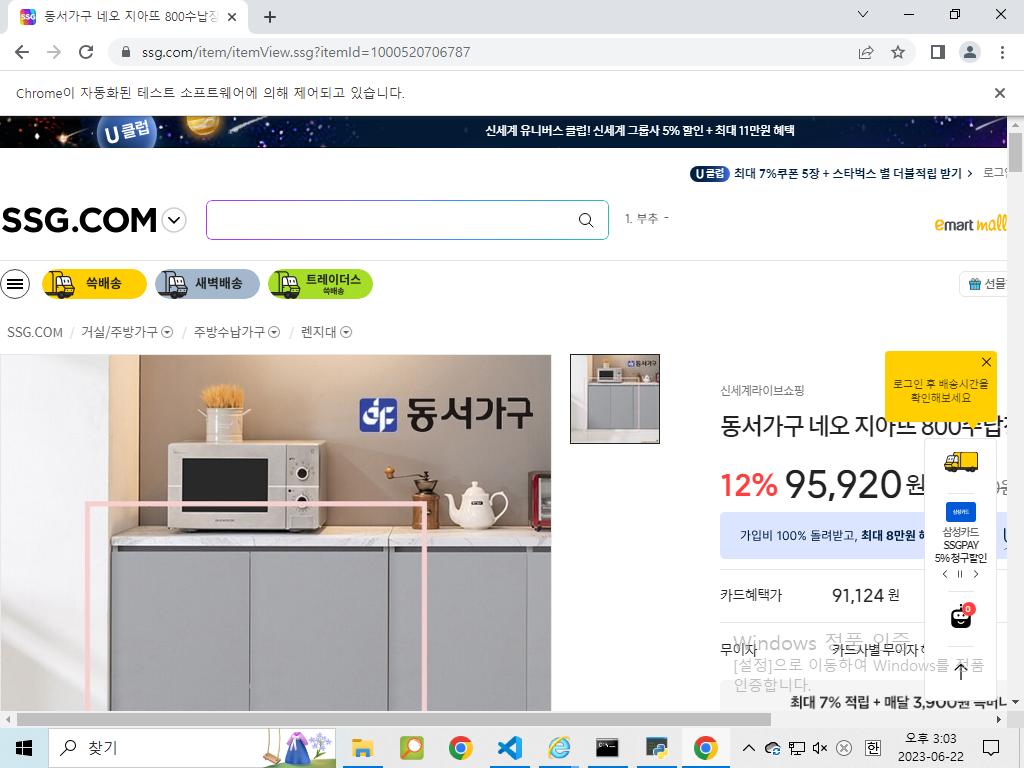 동서가구 네오 지아뜨 800수납장
ssg.com/item/itemView.ssg?itemId=1000520706787
Chrome이 자동화된 테스트 소프트웨어에 의해 제어되고 있습니다.
U클럽
신세계 유니버스 클럽! 신세계 그룹사 5% 할인 + 최대 11만원 혜택
U클럽 최대 7%쿠폰 5장 + 스타벅스 별 더블적립 받기 > 로그인
SSG.COM
1. 부추 -
emart mall
쓱배송
새벽배송
트레이더스
쓱배송
선물
SSG.COM / 거실/주방가구 / 주방수납가구 / 렌지대
동서가구
동서가구
로그인 후 배송시간을
확인해보세요
신세계라이브쇼핑
동서가구 네오 지아뜨 800수납장
12% 95,920원
삼성카드
삼성카드
SSGPAY
5% 청구할인
가입비 100% 돌려받고, 최대 8만원 혜
카드혜택가 91,124 원
0
무이자 카드사별 무이자
Windows 정품 인증
[설정]으로 이동하여 Windows를 정품
인증합니다.
최대 7% 적립 + 매달 3,900원
찾기
한
오후 3:03
2023-06-22